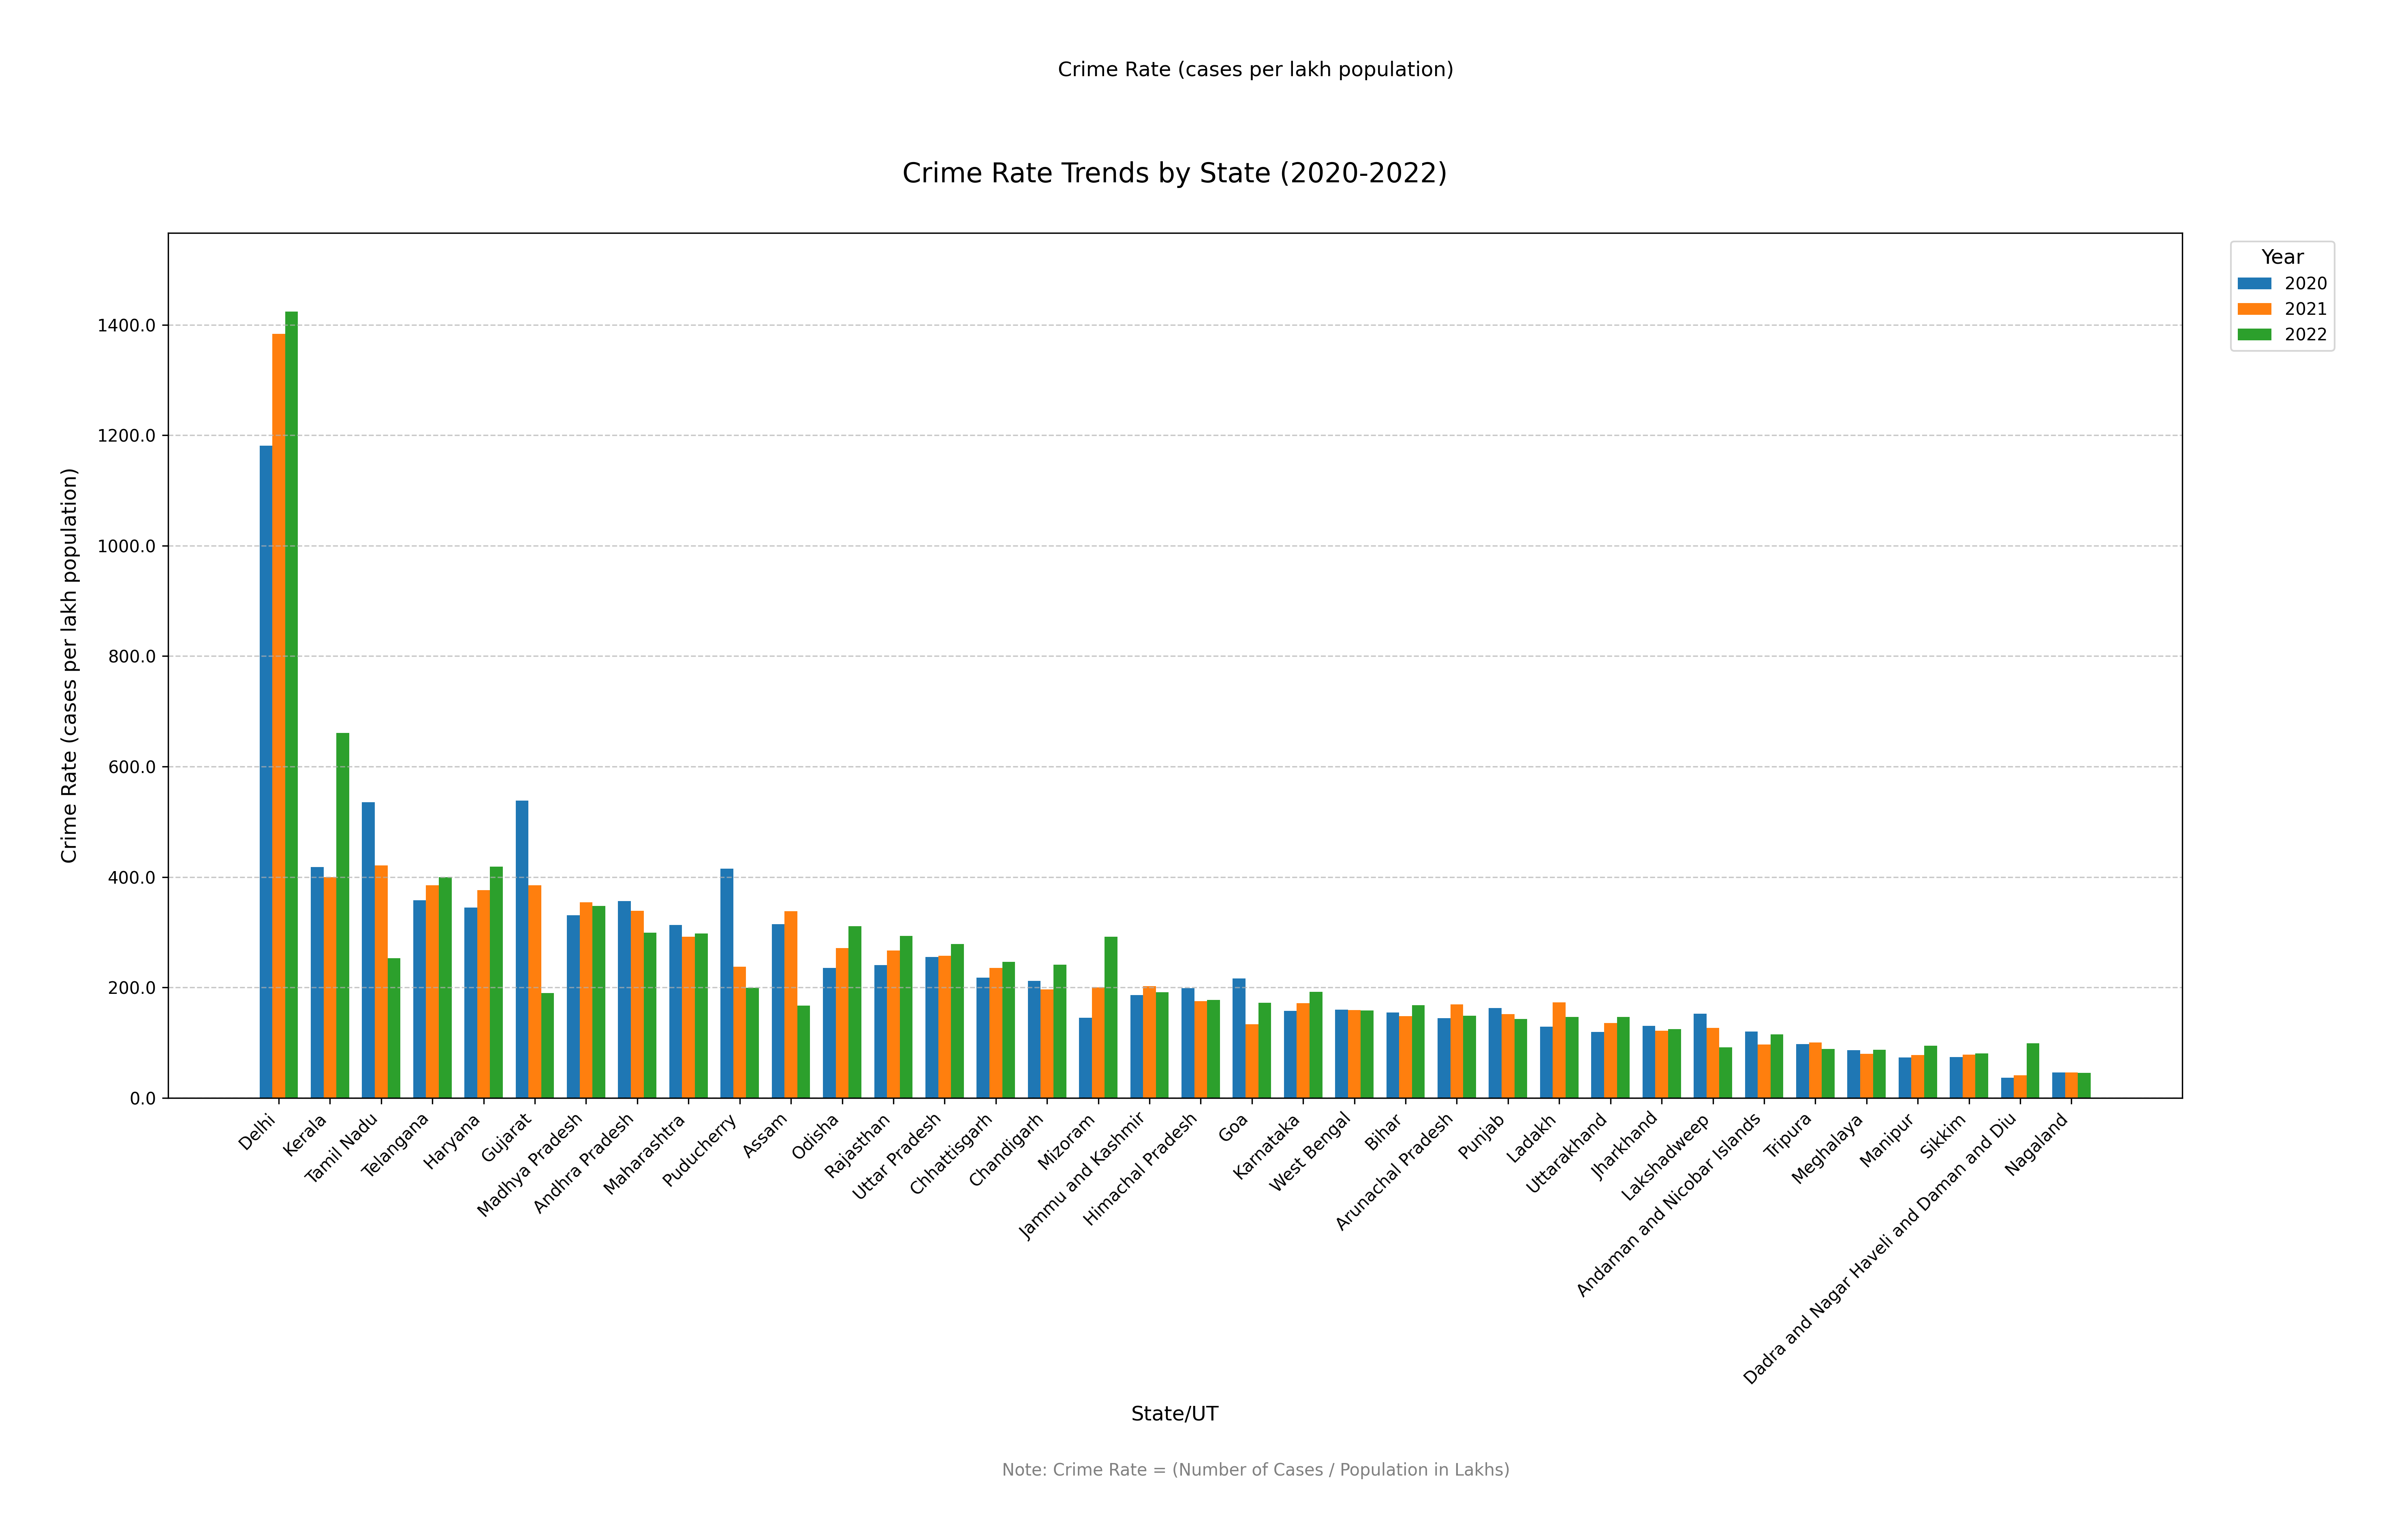 Crime Rate (cases per lakh population)
Crime Rate Trends by State (2020-2022)
Year
2020
2021
2022
Crime Rate (cases per lakh population)
1400.0
1200.0
1000.0
800.0
600.0
400.0
200.0
0.0
Delhi
Kerala
Tamil Nadu
Telangana
Haryana
Gujarat
Madhya Pradesh
Andhra Pradesh
Maharashtra
Puducherry
Assam
Odisha
Rajasthan
Uttar Pradesh
Chhattisgarh
Chandigarh
Mizoram
Jammu and Kashmir
Himachal Pradesh
Goa
Karnataka
West Bengal
Bihar
Arunachal Pradesh
Punjab
Ladakh
Uttarakhand
Jharkhand
Lakshadweep
Andaman and Nicobar Islands
Tripura
Meghalaya
Manipur
Sikkim
Dadra and Nagar Haveli and Daman and Diu
Nagaland
State/UT
Note: Crime Rate = (Number of Cases / Population in Lakhs)